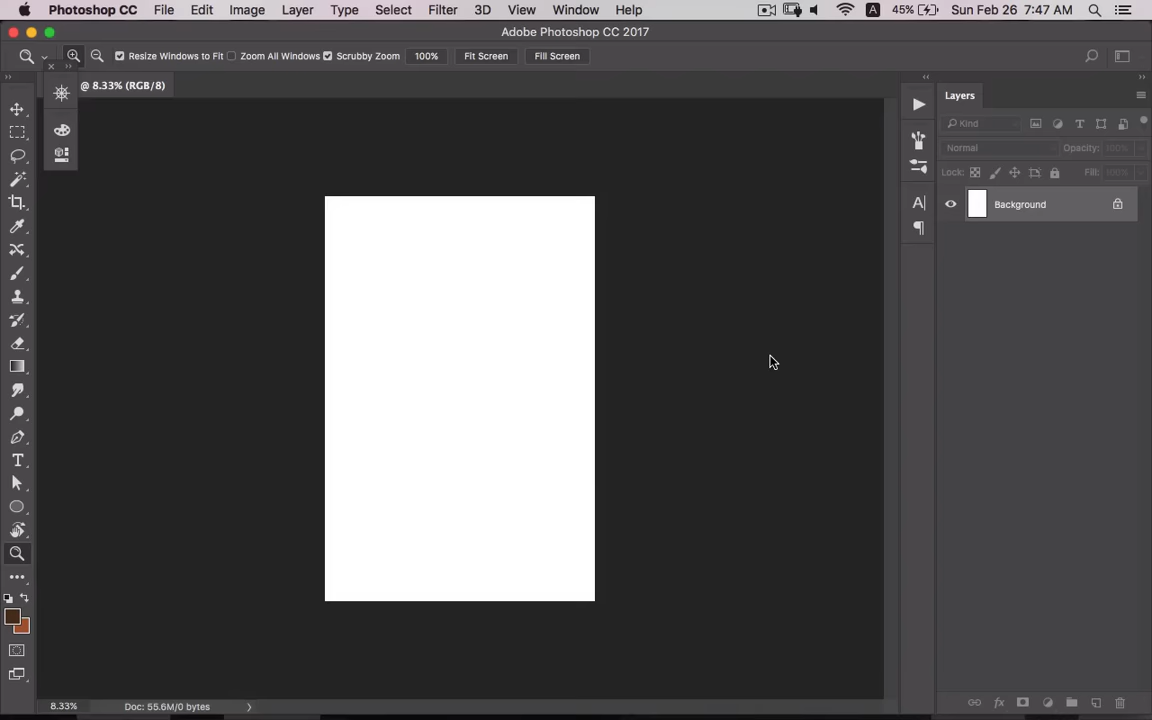 Photoshop CC File Edit Image Layer Type Select Filter 3D View Window Help A 45% Sun Feb 26 7:47 AM
Adobe Photoshop CC 2017
Resize Windows to Fit Zoom All Windows Scrubby Zoom 100% Fit Screen Fill Screen
@ 8.33% (RGB/8)
Layers
Kind
Normal Opacity: 100%
Lock: Fill: 100%
Background
8.33% Doc: 55.6M/0 bytes